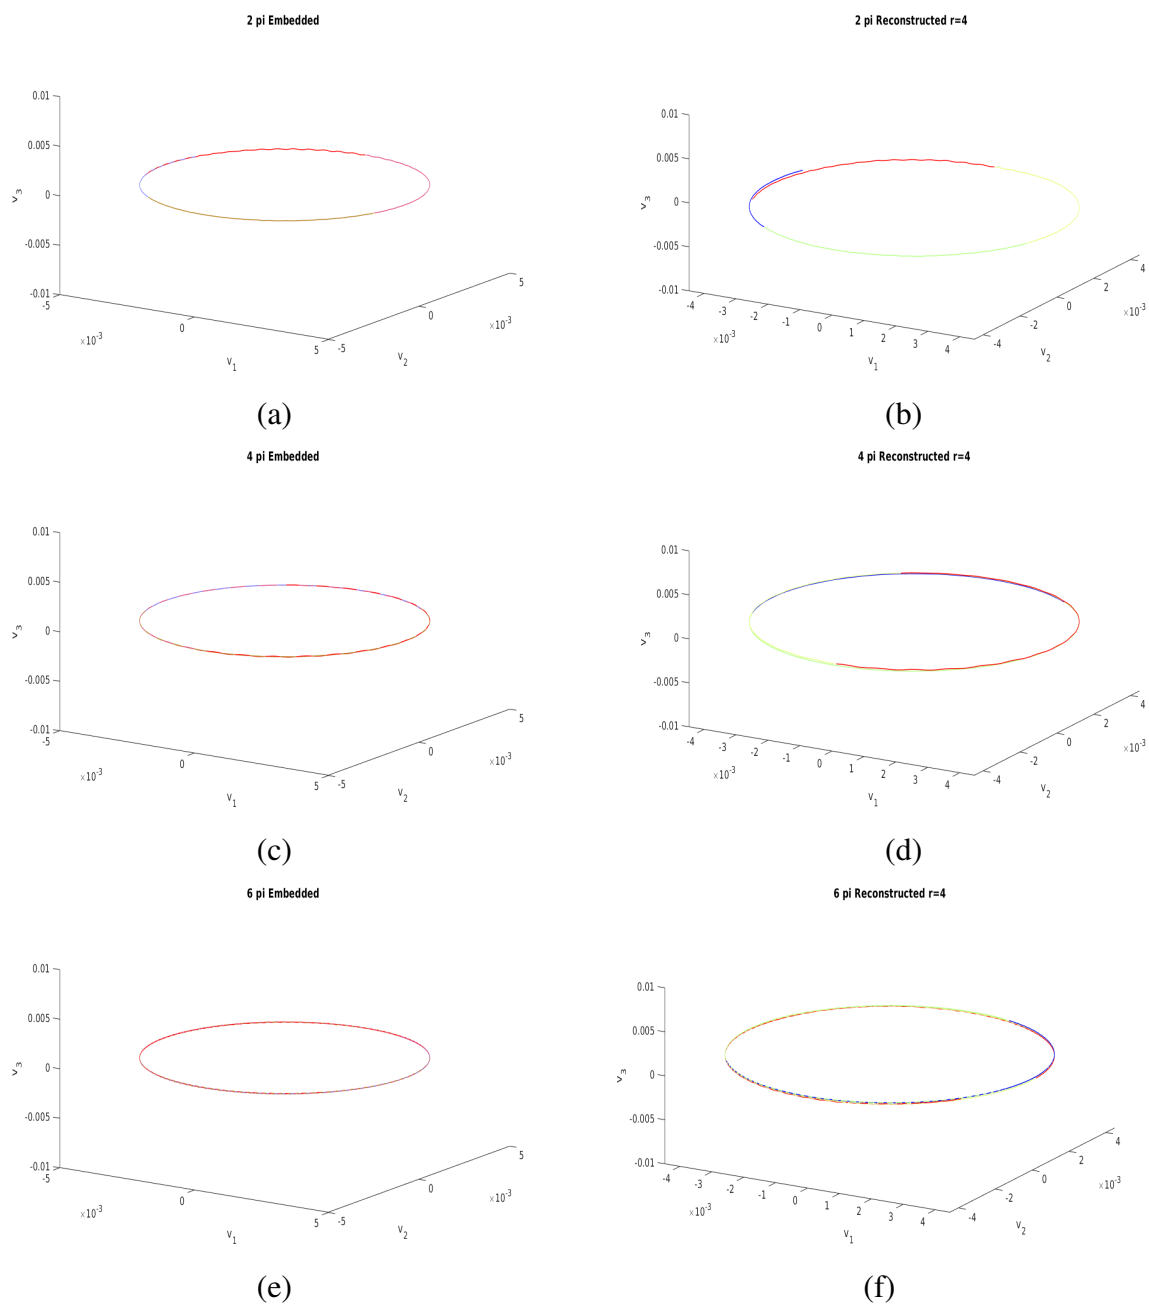 2 pi Embedded
2 pi Reconstructed r=4
0.01
0.005
0
-0.005
-0.01
-5
0
5
×10-3
v1
-5
0
5
×10-3
v2
v3
0.01
0.005
0
-0.005
-0.01
-4 -3 -2 -1 0 1 2 3 4
×10-3
v1
-4 -2 0 2 4
×10-3
v2
v3
(a)
(b)
4 pi Embedded
4 pi Reconstructed r=4
0.01
0.005
0
-0.005
-0.01
-5
0
5
×10-3
v1
-5
0
5
×10-3
v2
v3
0.01
0.005
0
-0.005
-0.01
-4 -3 -2 -1 0 1 2 3 4
×10-3
v1
-4 -2 0 2 4
×10-3
v2
v3
(c)
(d)
6 pi Embedded
6 pi Reconstructed r=4
0.01
0.005
0
-0.005
-0.01
-5
0
5
×10-3
v1
-5
0
5
×10-3
v2
v3
0.01
0.005
0
-0.005
-0.01
-4 -3 -2 -1 0 1 2 3 4
×10-3
v1
-4 -2 0 2 4
×10-3
v2
v3
(e)
(f)